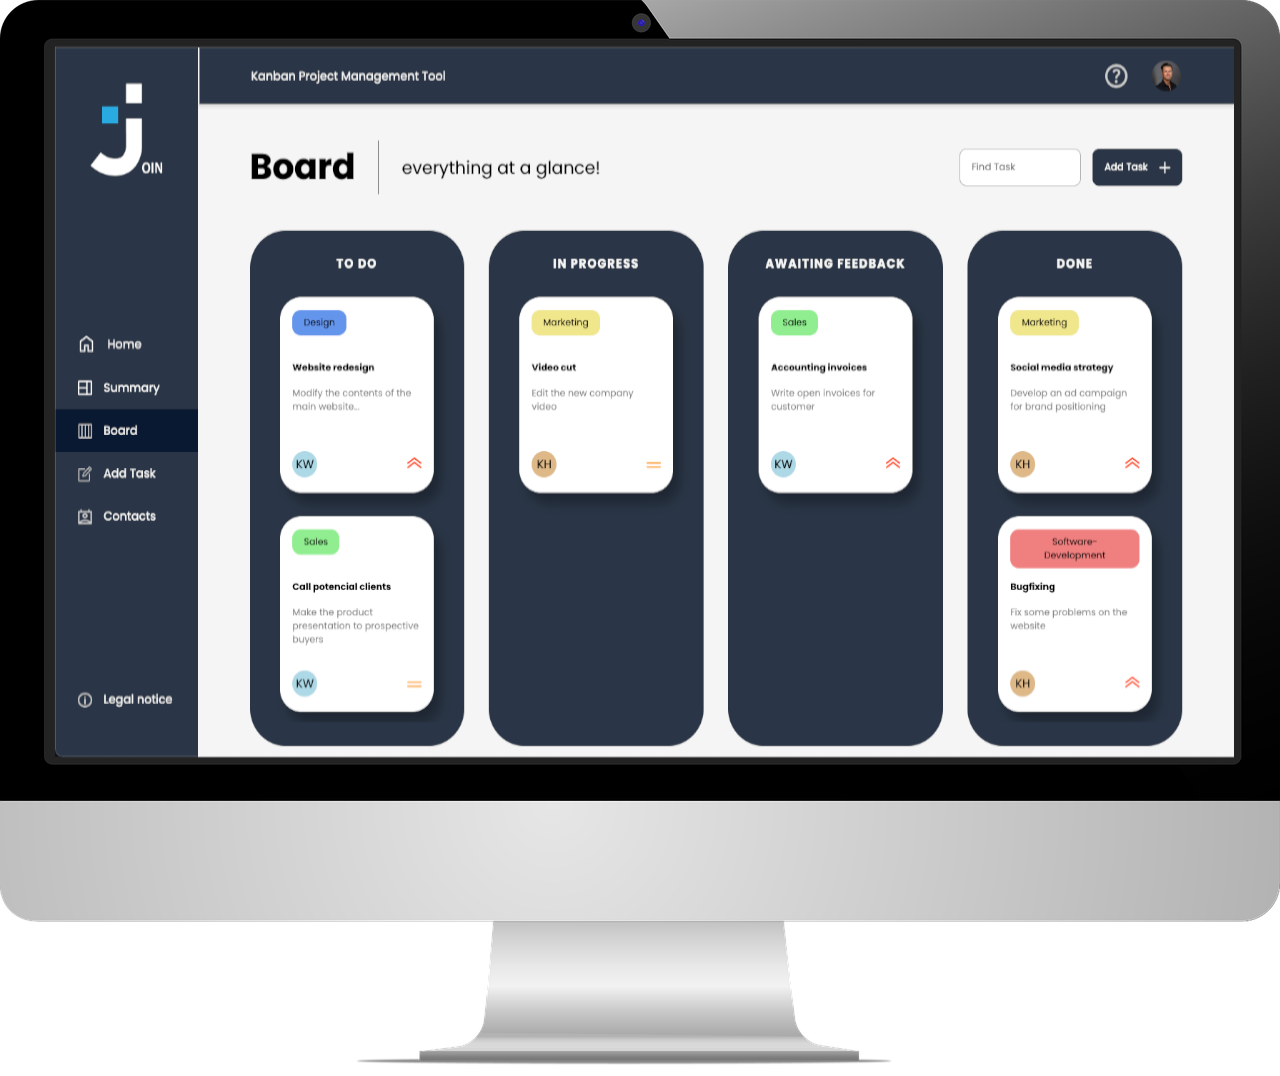 OIN
Kanban Project Management Tool
Home
Summary
Board
Add Task
Contacts
Legal notice
Board
everything at a glance!
Find Task
Add Task
TO DO
Design
Website redesign
Modify the contents of the
main website...
KW
Sales
Call potencial clients
Make the product
presentation to prospective
buyers
KW
IN PROGRESS
Marketing
Video cut
Edit the new company
video
KH
AWAITING FEEDBACK
Sales
Accounting invoices
Write open invoices for
customer
KW
DONE
Marketing
Social media strategy
Develop an ad campaign
for brand positioning
KH
Software-
Development
Bugfixing
Fix some problems on the
website
KH